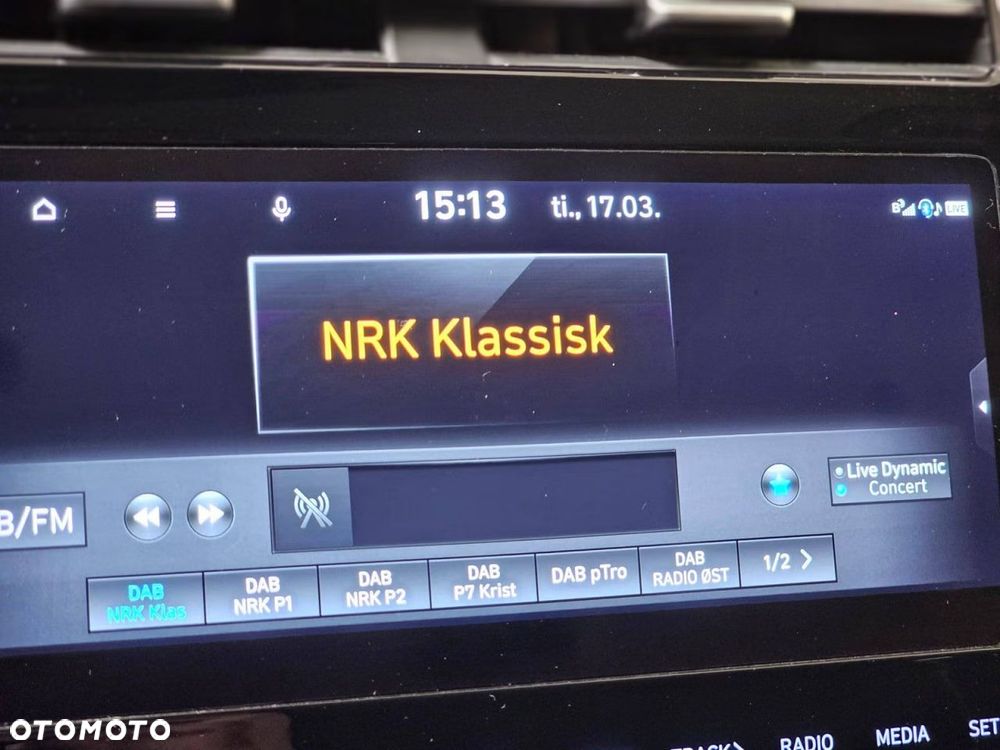 15:13 ti., 17.03.
LIVE
NRK Klassisk
B/FM
Live Dynamic
Concert
DAB
NRK Klas
DAB
NRK P1
DAB
NRK P2
DAB
P7 Krist
DAB pTro
DAB
RADIO ØST
1/2
RADIO MEDIA SET
OTOMOTO